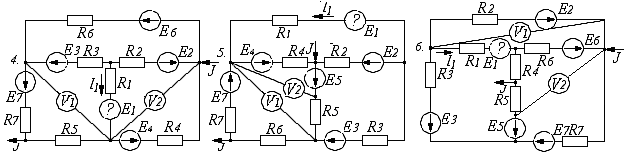 R6 E6
4. E3 R3 R2 E2 J
I1 R1
E7 V1 ? E1 V2
R7 R5 E4 R4
J
I1
R1 ? E1
5. E4 R4 J R2 E2
E5
E7 V1 V2 R5
R7 R6 E3 R3
J
R2 E2
6. V1 J
I1 R1 ? E1 R6 E6
R3 R4 J
R5 V2
E3 E5 E7 R7